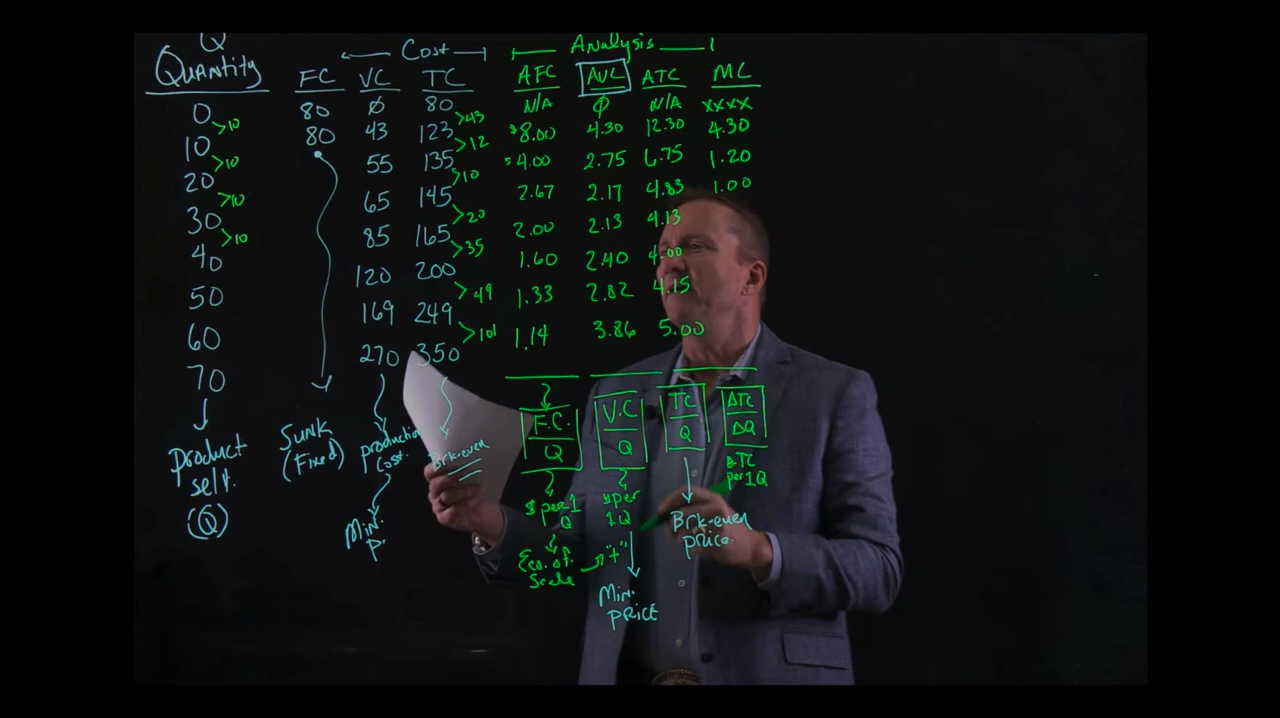 Q
Quantity
0
>10
10
>10
20
>10
30
>10
40
50
60
70
Product
selt.
(Q)
Cost
FC VC TC
80 φ 80
>43
80 43 123
>12
55 135
>10
65 145
>20
85 165
>35
120 200
>49
169 249
>101
270 350
Sunk
(Fixed)
production
cost.
Min.
P.
Brk-even
Analysis
AFC AVC ATC MC
N/A φ N/A xxxx
$8.00 4.30 12.30 4.30
$4.00 2.75 6.75 1.20
2.67 2.17 4.83 1.00
2.00 2.13 4.13
1.60 2.40 4.00
1.33 2.82 4.15
1.14 3.86 5.00
F.C.
Q
$ per 1
Q
Eco. of.
Scale
"+"
V.C
Q
$ per
1Q
Min.
PRICE
TC
Q
Brk-even
price.
ΔTC
ΔQ
Δ TC
per 1Q